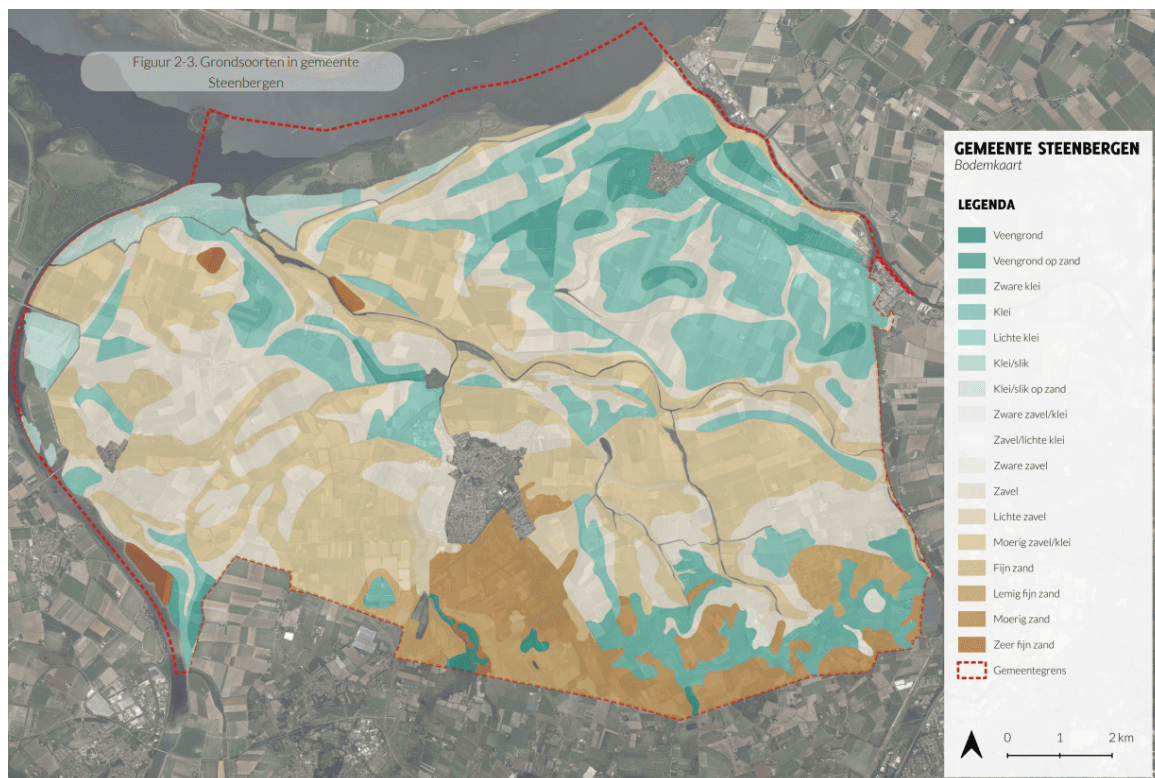 Figuur 2-3. Grondsoorten in gemeente
Steenbergen
GEMEENTE STEENBERGEN
Bodemkaart
LEGENDA
Veengrond
Veengrond op zand
Zware klei
Klei
Lichte klei
Klei/slik
Klei/slik op zand
Zware zavel/klei
Zavel/lichte klei
Zware zavel
Zavel
Lichte zavel
Moerig zavel/klei
Fijn zand
Lemig fijn zand
Moerig zand
Zeer fijn zand
Gemeentegrens
0 1 2 km